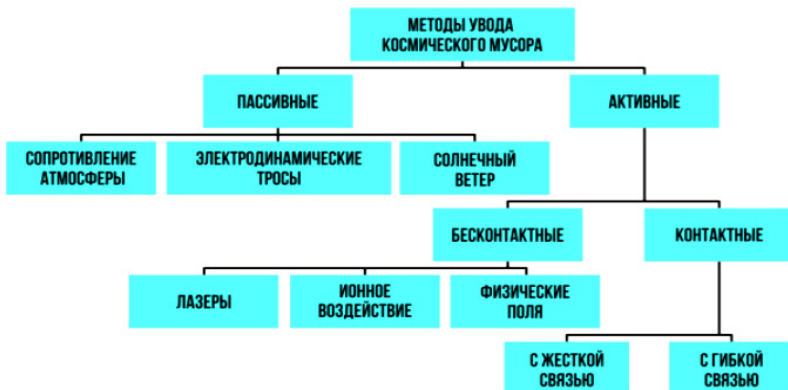 МЕТОДЫ УВОДА
КОСМИЧЕСКОГО МУСОРА
ПАССИВНЫЕ
АКТИВНЫЕ
СОПРОТИВЛЕНИЕ
АТМОСФЕРЫ
ЭЛЕКТРОДИНАМИЧЕСКИЕ
ТРОСЫ
СОЛНЕЧНЫЙ
ВЕТЕР
БЕСКОНТАКТНЫЕ
КОНТАКТНЫЕ
ЛАЗЕРЫ
ИОННОЕ
ВОЗДЕЙСТВИЕ
ФИЗИЧЕСКИЕ
ПОЛЯ
С ЖЕСТКОЙ
СВЯЗЬЮ
С ГИБКОЙ
СВЯЗЬЮ